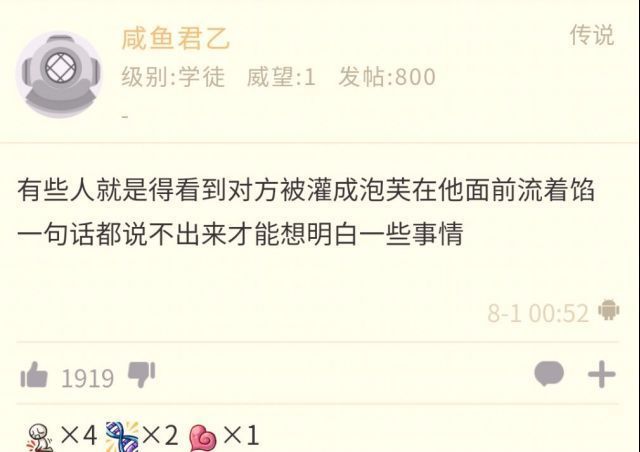 咸鱼君乙
传说
级别:学徒 威望:1 发帖:800
-
有些人就是得看到对方被灌成泡芙在他面前流着馅
一句话都说不出来才能想明白一些事情
8-1 00:52
1919
×4 ×2 ×1